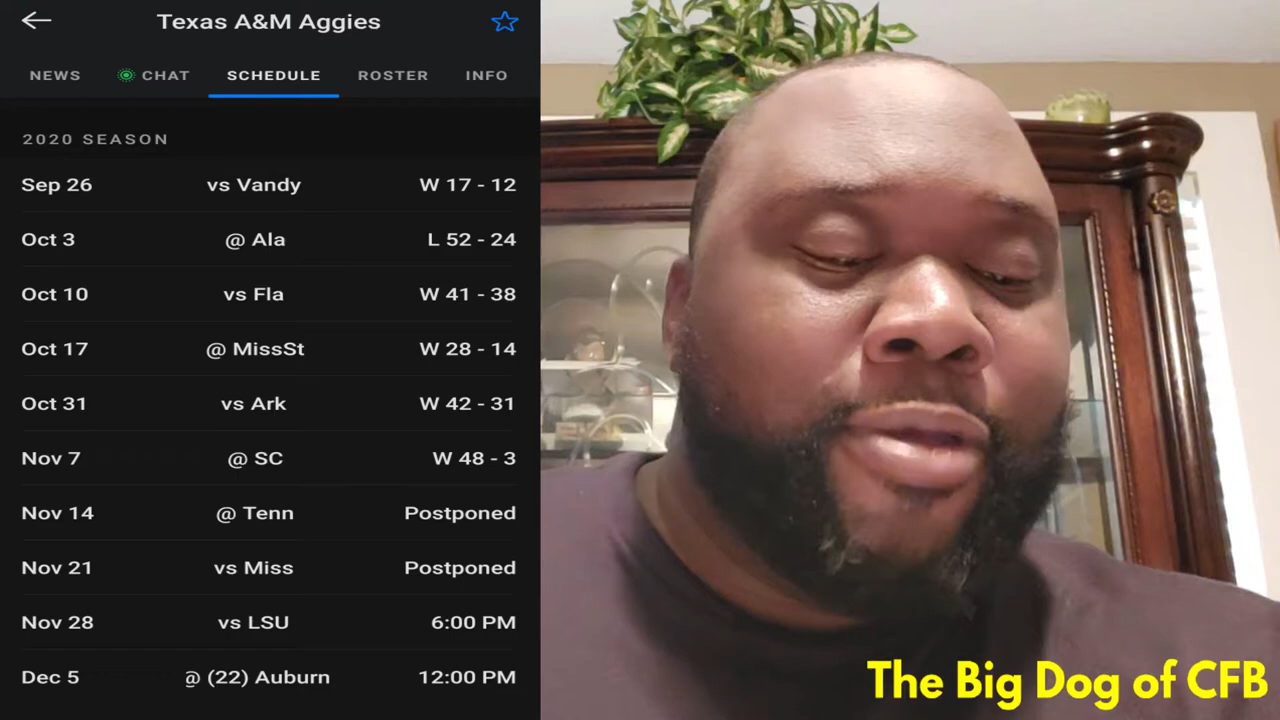 Texas A&M Aggies
NEWS CHAT SCHEDULE ROSTER INFO
2020 SEASON
Sep 26 vs Vandy W 17 - 12
Oct 3 @ Ala L 52 - 24
Oct 10 vs Fla W 41 - 38
Oct 17 @ MissSt W 28 - 14
Oct 31 vs Ark W 42 - 31
Nov 7 @ SC W 48 - 3
Nov 14 @ Tenn Postponed
Nov 21 vs Miss Postponed
Nov 28 vs LSU 6:00 PM
Dec 5 @ (22) Auburn 12:00 PM
The Big Dog of CFB